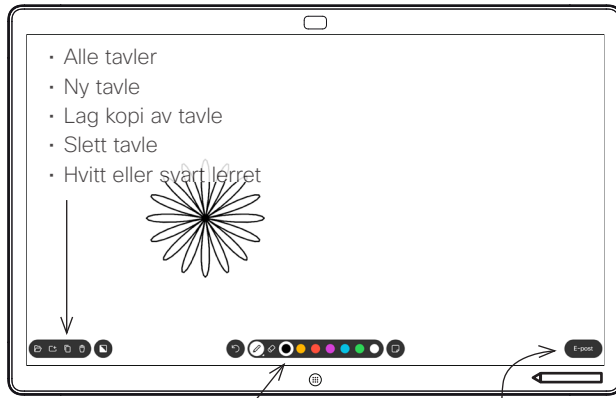 • Alle tavler
• Ny tavle
• Lag kopi av tavle
• Slett tavle
• Hvitt eller svart lerret
E-post